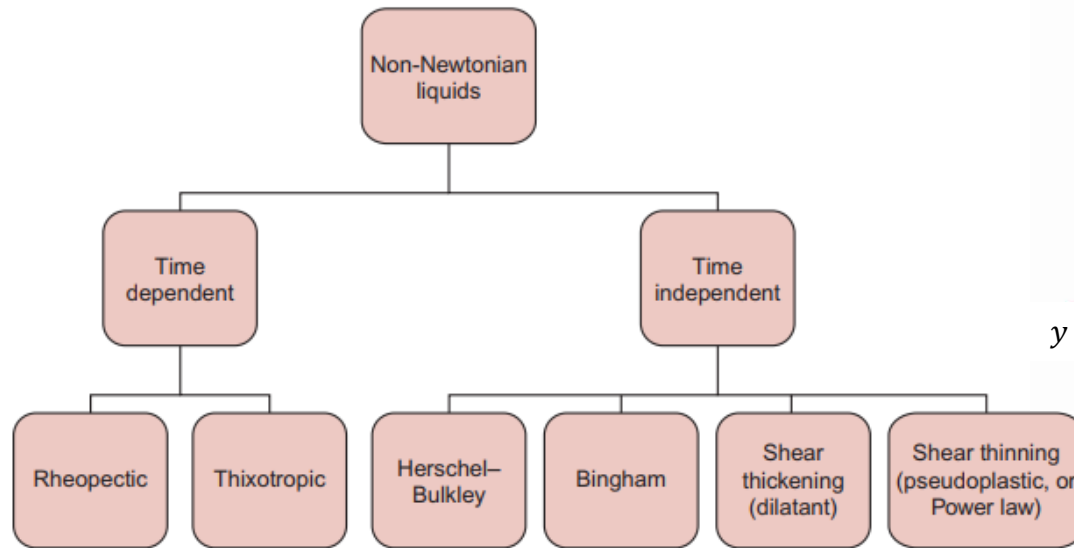 Non-Newtonian
liquids
Time
dependent
Time
independent
y
Rheopectic
Thixotropic
Herschel–
Bulkley
Bingham
Shear
thickening
(dilatant)
Shear thinning
(pseudoplastic, or
Power law)